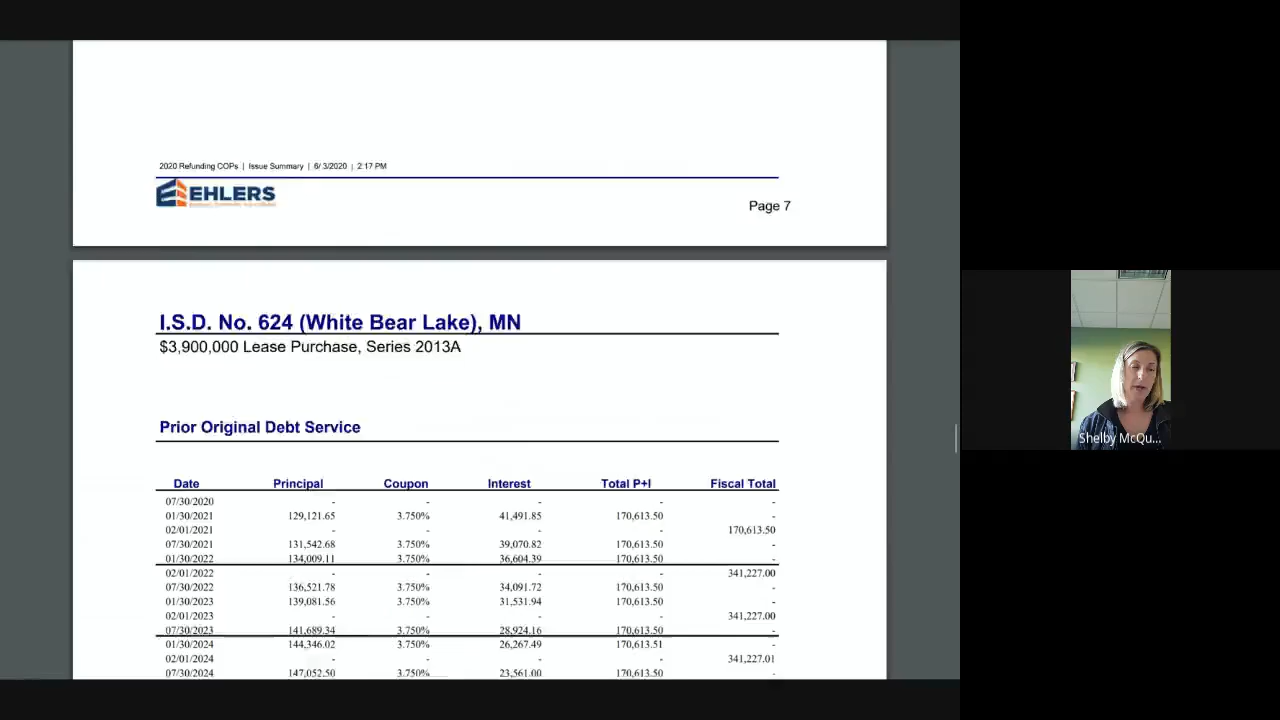 2020 Refunding COPs | Issue Summary | 6/ 3/2020 | 2:17 PM
EHLERS
Page 7
I.S.D. No. 624 (White Bear Lake), MN
$3,900,000 Lease Purchase, Series 2013A
Prior Original Debt Service
Date Principal Coupon Interest Total P+I Fiscal Total
07/30/2020 - - - - -
01/30/2021 129,121.65 3.750% 41,491.85 170,613.50 -
02/01/2021 - - - - 170,613.50
07/30/2021 131,542.68 3.750% 39,070.82 170,613.50 -
01/30/2022 134,009.11 3.750% 36,604.39 170,613.50 -
02/01/2022 - - - - 341,227.00
07/30/2022 136,521.78 3.750% 34,091.72 170,613.50 -
01/30/2023 139,081.56 3.750% 31,531.94 170,613.50 -
02/01/2023 - - - - 341,227.00
07/30/2023 141,689.34 3.750% 28,924.16 170,613.50 -
01/30/2024 144,346.02 3.750% 26,267.49 170,613.51 -
02/01/2024 - - - - 341,227.01
07/30/2024 147,052.50 3.750% 23,561.00 170,613.50 -
Shelby McQu...